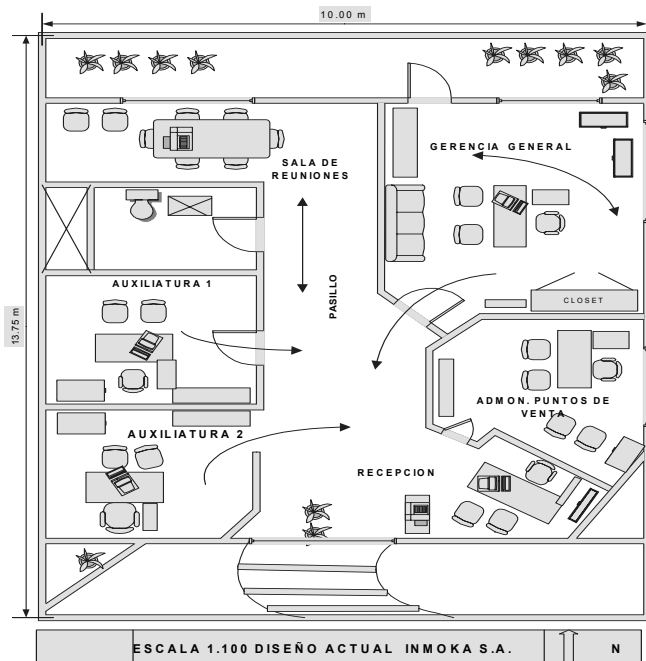 10.00 m
13.75 m
SALA DE
REUNIONES
GERENCIA GENERAL
AUXILIATURA 1
PASILLO
CLOSET
ADMON. PUNTOS DE
VENTA
AUXILIATURA 2
RECEPCION
ESCALA 1.100 DISEÑO ACTUAL INMOKA S.A.
N